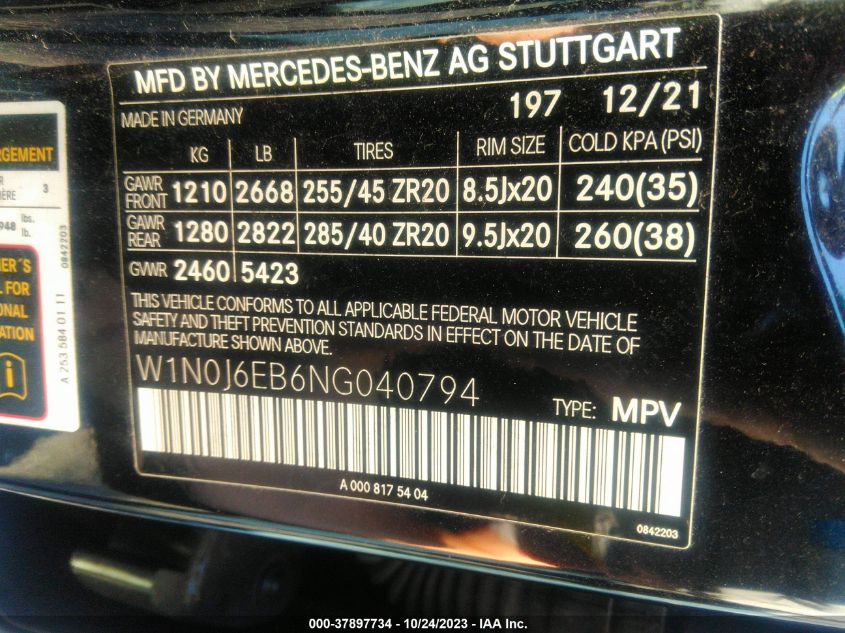 MFD BY MERCEDES-BENZ AG STUTTGART
MADE IN GERMANY 197 12/21
KG LB TIRES RIM SIZE COLD KPA (PSI)
GAWR FRONT 1210 2668 255/45 ZR20 8.5Jx20 240(35)
GAWR REAR 1280 2822 285/40 ZR20 9.5Jx20 260(38)
GVWR 2460 5423
THIS VEHICLE CONFORMS TO ALL APPLICABLE FEDERAL MOTOR VEHICLE
SAFETY AND THEFT PREVENTION STANDARDS IN EFFECT ON THE DATE OF
MANUFACTURE SHOWN ABOVE.
W1N0J6EB6NG040794
TYPE: MPV
A 000 817 54 04
0842203
3
lbs.
lb.
0842203
FOR
A 253 584 01 11
000-37897734 - 10/24/2023 - IAA Inc.